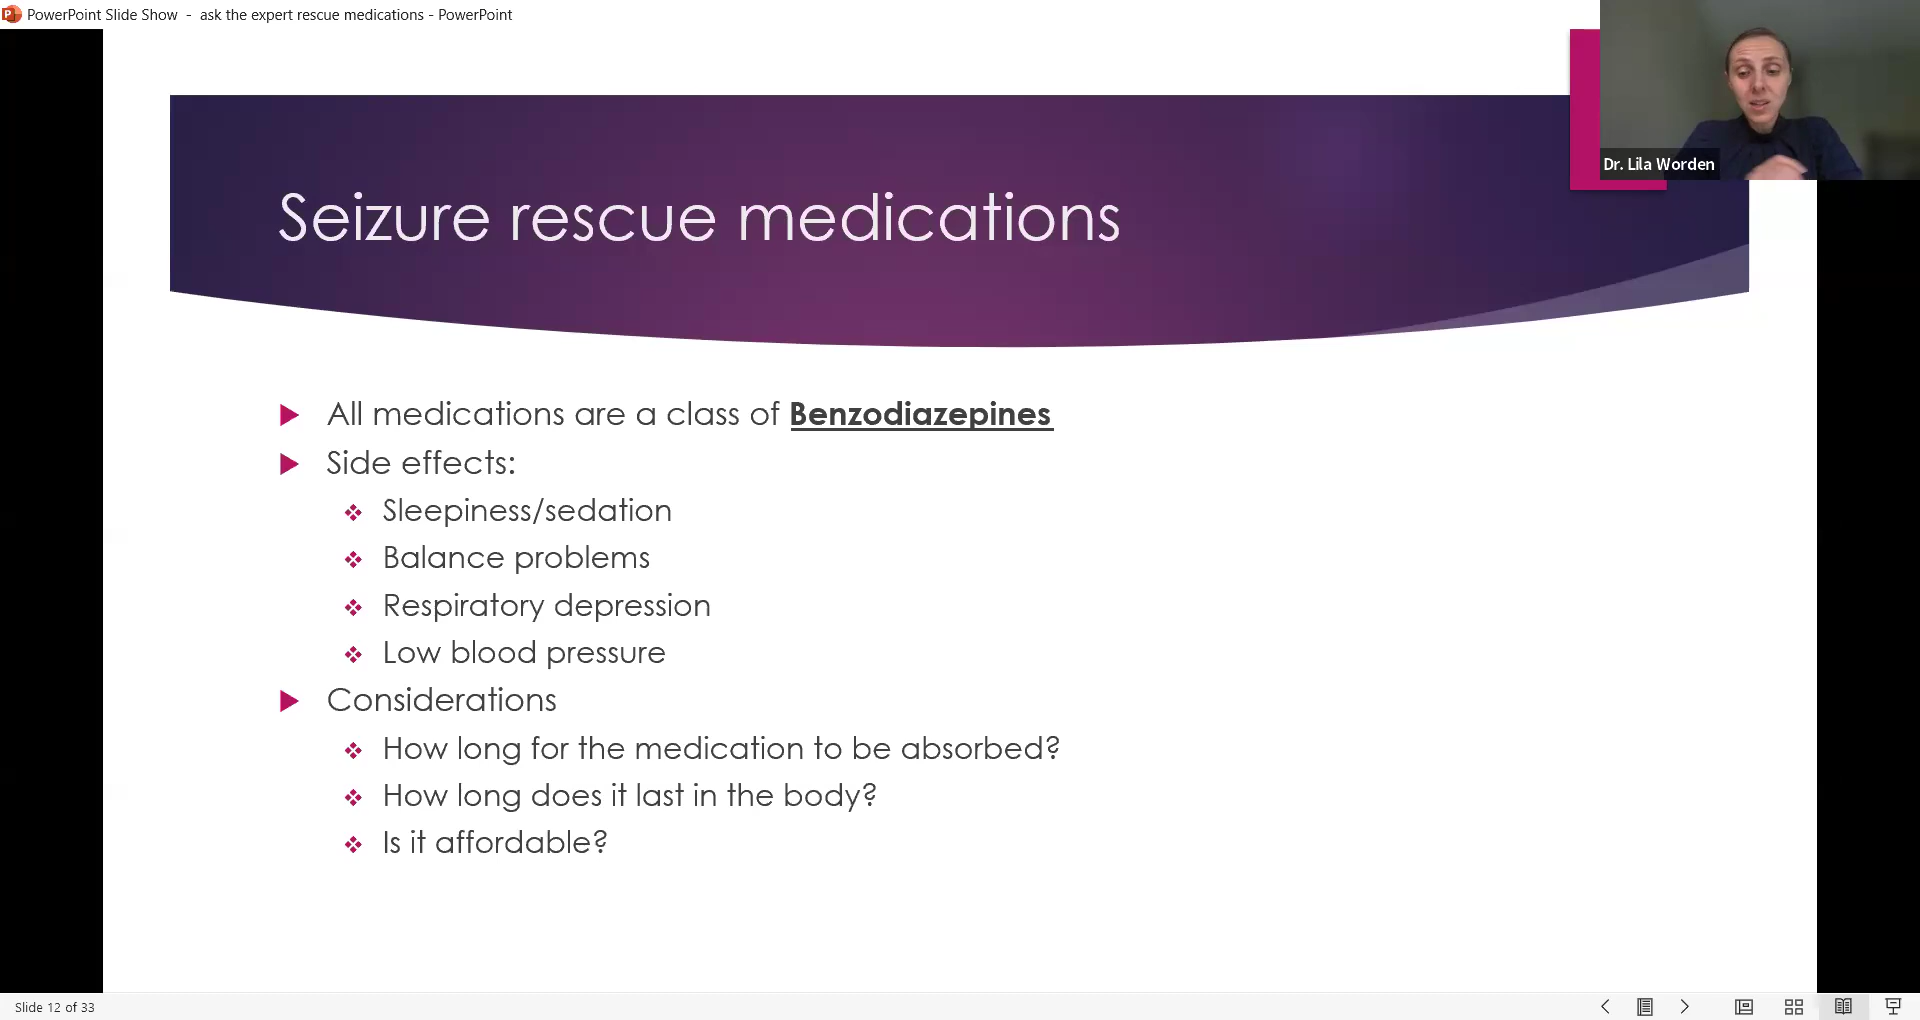 PowerPoint Slide Show - ask the expert rescue medications - PowerPoint
Dr. Lila Worden
Seizure rescue medications
All medications are a class of Benzodiazepines
Side effects:
Sleepiness/sedation
Balance problems
Respiratory depression
Low blood pressure
Considerations
How long for the medication to be absorbed?
How long does it last in the body?
Is it affordable?
Slide 12 of 33